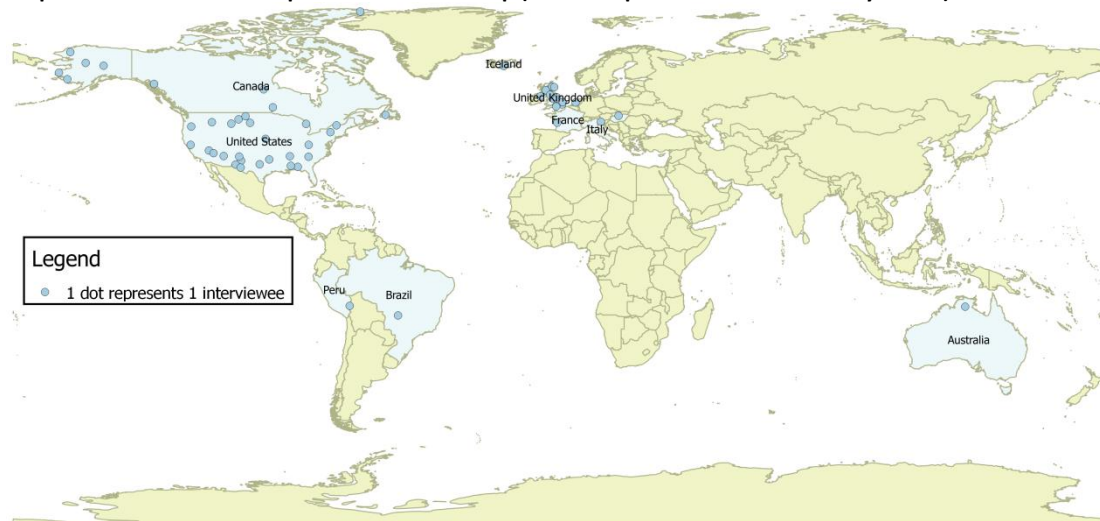 Iceland
Canada
United Kingdom
France
Italy
United States
Legend
1 dot represents 1 interviewee
Peru
Brazil
Australia